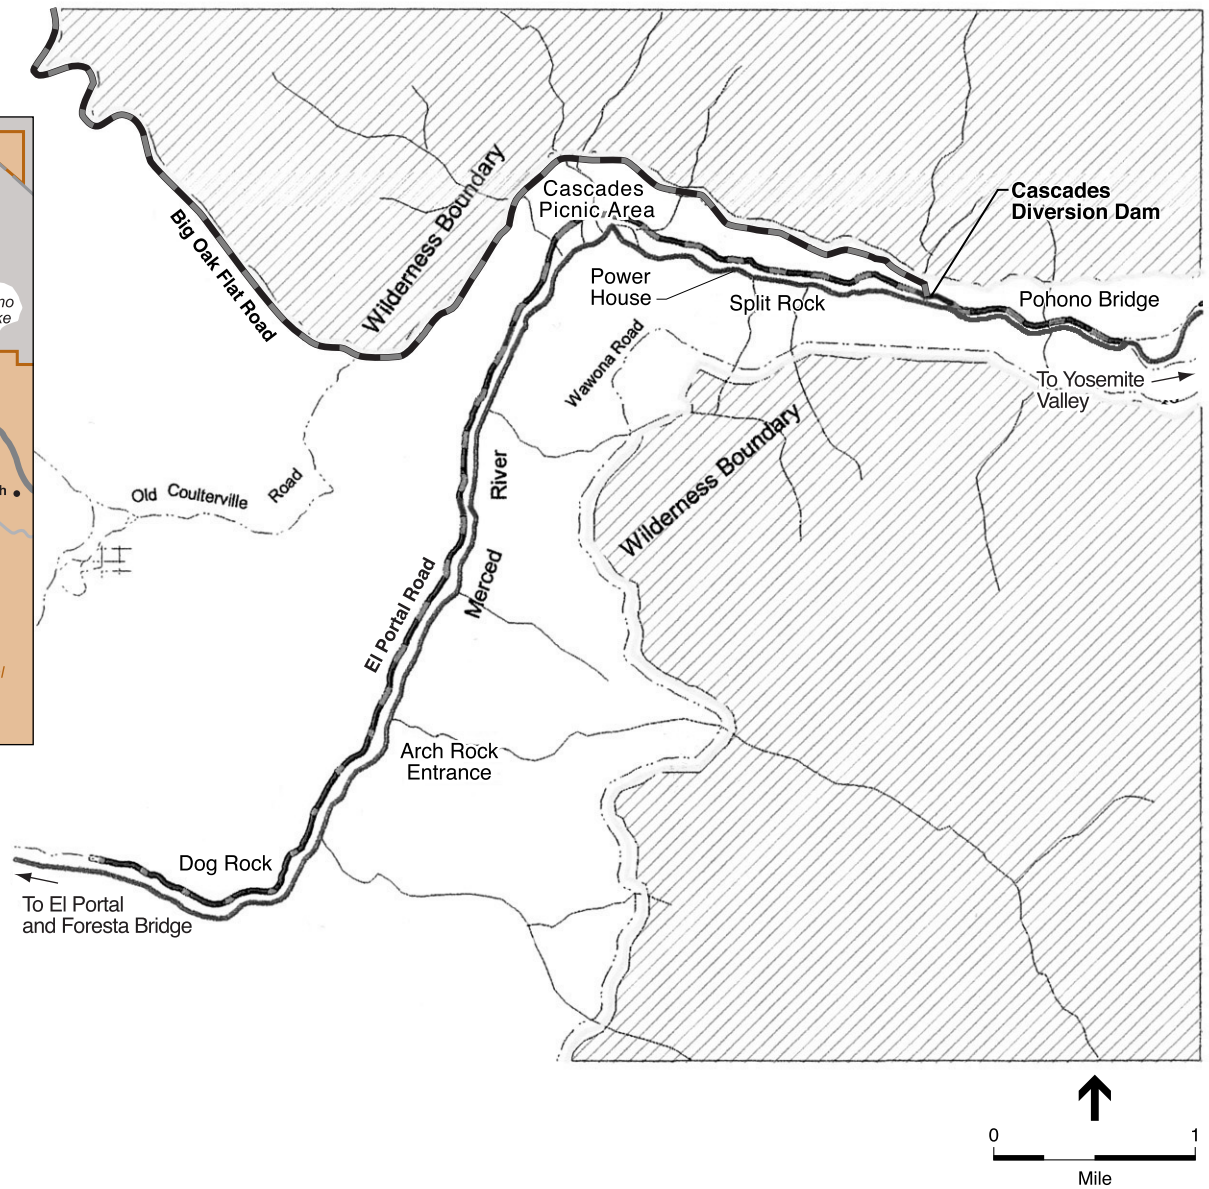 Wilderness Boundary
Cascades
Picnic Area
Cascades
Diversion Dam
Big Oak Flat Road
Power
House
Split Rock
Pohono Bridge
Wawona Road
To Yosemite
Valley
Wilderness Boundary
River
Merced
Old Coulterville Road
El Portal Road
Arch Rock
Entrance
Dog Rock
To El Portal
and Foresta Bridge
0 1
Mile